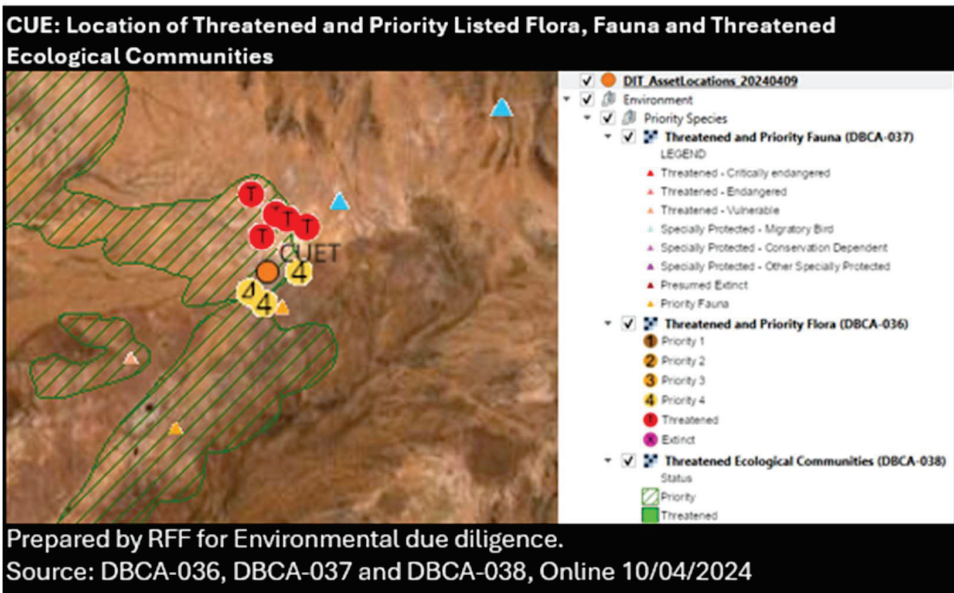 CUE: Location of Threatened and Priority Listed Flora, Fauna and Threatened
Ecological Communities
DIT_AssetLocations_20240409
Environment
Priority Species
Threatened and Priority Fauna (DBCA-037)
LEGEND
Threatened - Critically endangered
Threatened - Endangered
Threatened - Vulnerable
Specially Protected - Migratory Bird
Specially Protected - Conservation Dependent
Specially Protected - Other Specially Protected
Presumed Extinct
Priority Fauna
Threatened and Priority Flora (DBCA-036)
1 Priority 1
2 Priority 2
3 Priority 3
4 Priority 4
T Threatened
X Extinct
Threatened Ecological Communities (DBCA-038)
Status
Priority
Threatened
T
T
T
T
CUET
4
4
4
Prepared by RFF for Environmental due diligence.
Source: DBCA-036, DBCA-037 and DBCA-038, Online 10/04/2024